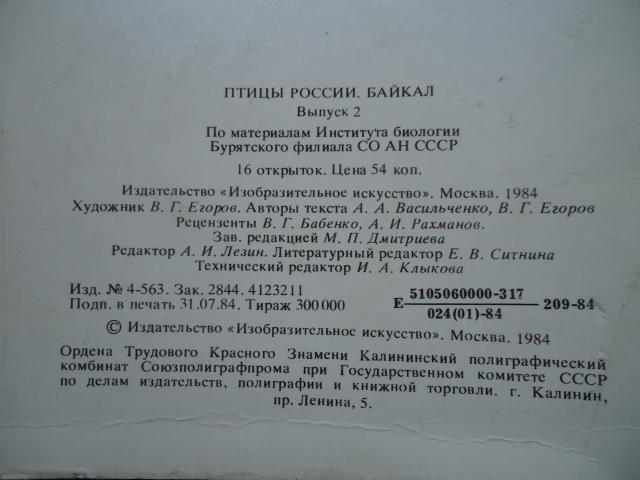 ПТИЦЫ РОССИИ. БАЙКАЛ
Выпуск 2
По материалам Института биологии
Бурятского филиала СО АН СССР
16 открыток. Цена 54 коп.
Издательство «Изобразительное искусство». Москва. 1984
Художник В. Г. Егоров. Авторы текста А. А. Васильченко, В. Г. Егоров
Рецензенты В. Г. Бабенко, А. И. Рахманов.
Зав. редакцией М. П. Дмитриева
Редактор А. И. Лезин. Литературный редактор Е. В. Ситнина
Технический редактор И. А. Клыкова
Изд. № 4-563. Зак. 2844. 4123211
Подп. в печать 31.07.84. Тираж 300 000
Е 5105060000-317 209-84
024(01)-84
© Издательство «Изобразительное искусство». Москва. 1984
Ордена Трудового Красного Знамени Калининский полиграфический
комбинат Союзполиграфпрома при Государственном комитете СССР
по делам издательств, полиграфии и книжной торговли. г. Калинин,
пр. Ленина, 5.